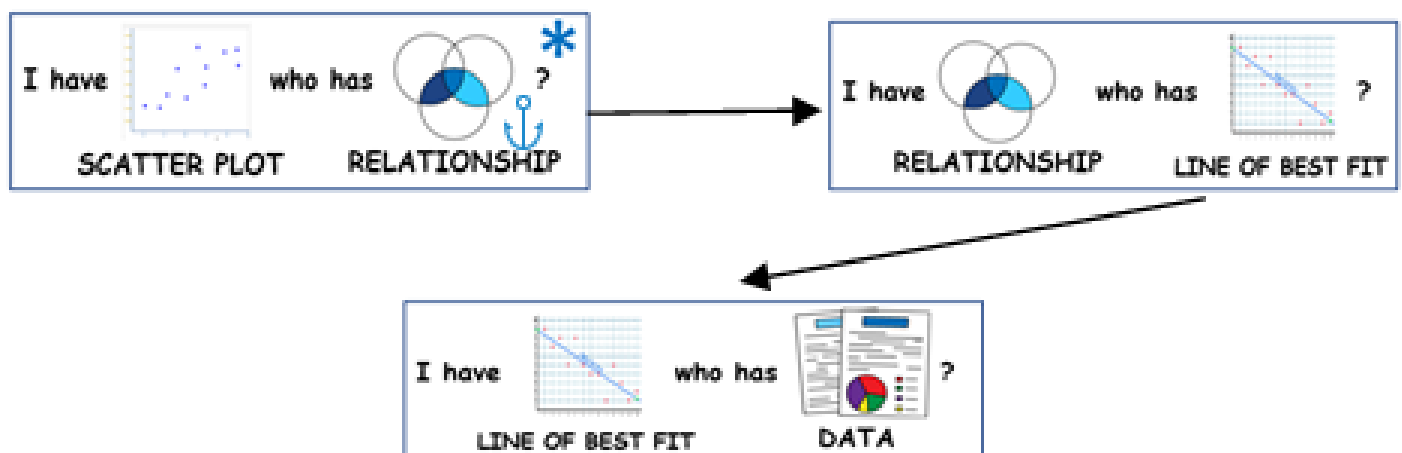 I have who has ?
SCATTER PLOT RELATIONSHIP
I have who has ?
RELATIONSHIP LINE OF BEST FIT
I have who has ?
LINE OF BEST FIT DATA